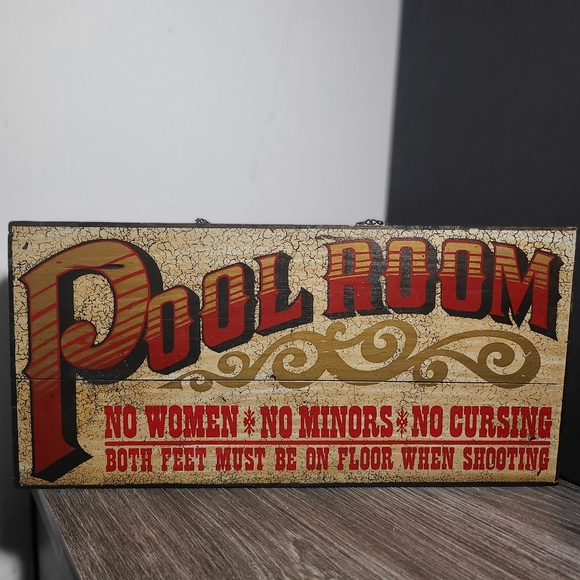 POOL ROOM
NO WOMEN * NO MINORS * NO CURSING
BOTH FEET MUST BE ON FLOOR WHEN SHOOTING